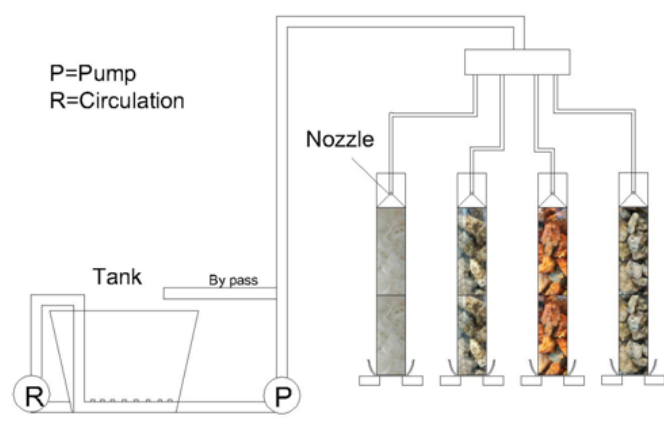 P=Pump
R=Circulation
Nozzle
Tank
By pass
R
P